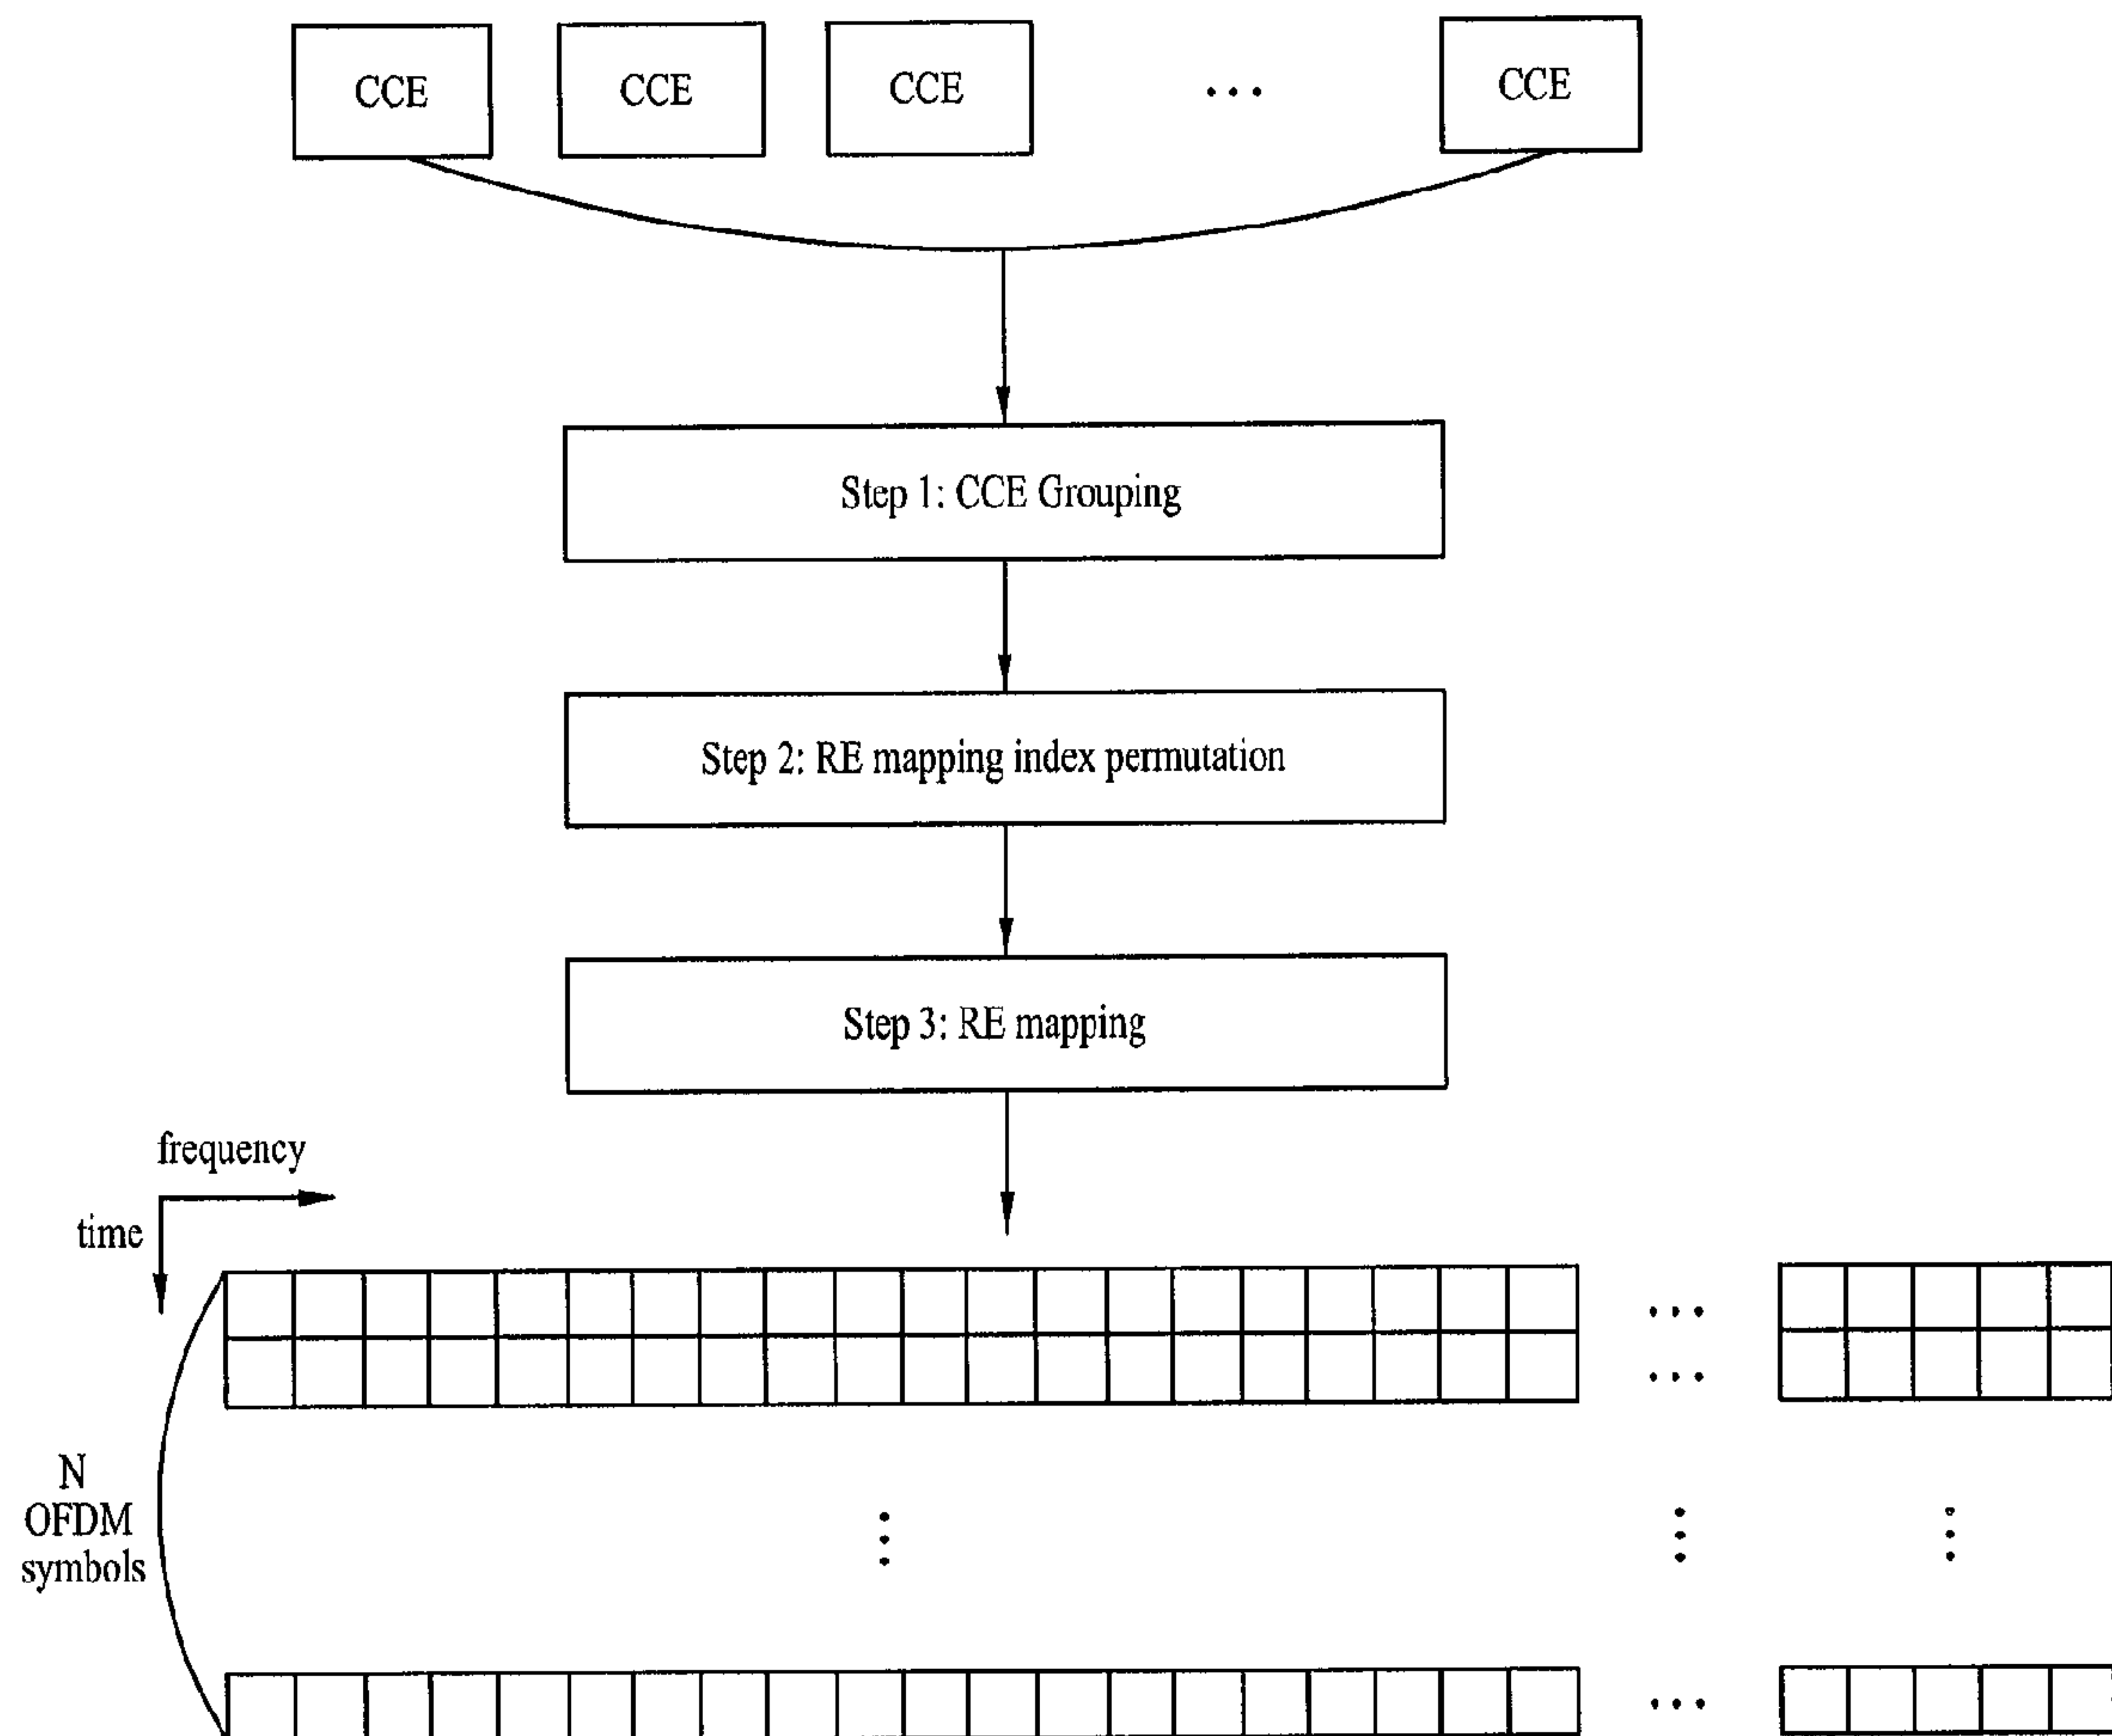 CCE CCE CCE ... CCE
Step 1: CCE Grouping
Step 2: RE mapping index permutation
Step 3: RE mapping
frequency
time
N
OFDM
symbols